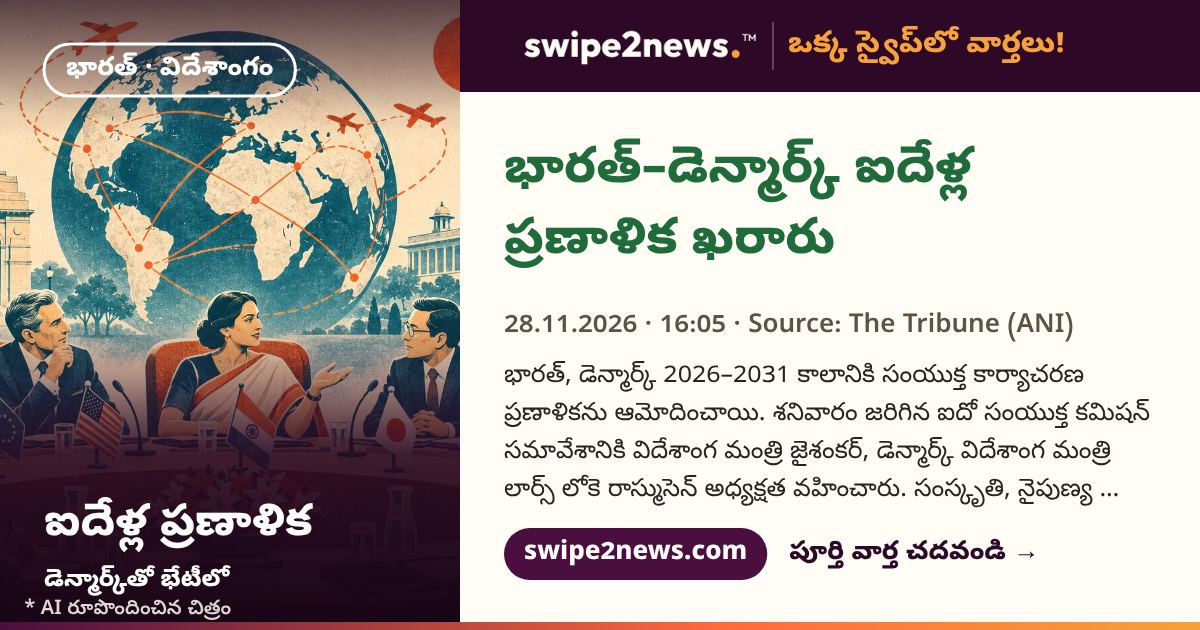 భారత్ · విదేశాంగం
swipe2news.™
ఒక్క స్వైప్‌లో వార్తలు!
భారత్–డెన్మార్క్ ఐదేళ్ల
ప్రణాళిక ఖరారు
28.11.2026 · 16:05 · Source: The Tribune (ANI)
భారత్, డెన్మార్క్ 2026–2031 కాలానికి సంయుక్త కార్యాచరణ
ప్రణాళికను ఆమోదించాయి. శనివారం జరిగిన ఐదో సంయుక్త కమిషన్
సమావేశానికి విదేశాంగ మంత్రి జైశంకర్, డెన్మార్క్ విదేశాంగ మంత్రి
లార్స్ లోకె రాస్ముసెన్ అధ్యక్షత వహించారు. సంస్కృతి, నైపుణ్య ...
swipe2news.com
పూర్తి వార్త చదవండి →
ఐదేళ్ల ప్రణాళిక
డెన్మార్క్‌తో భేటీలో
* AI రూపొందించిన చిత్రం